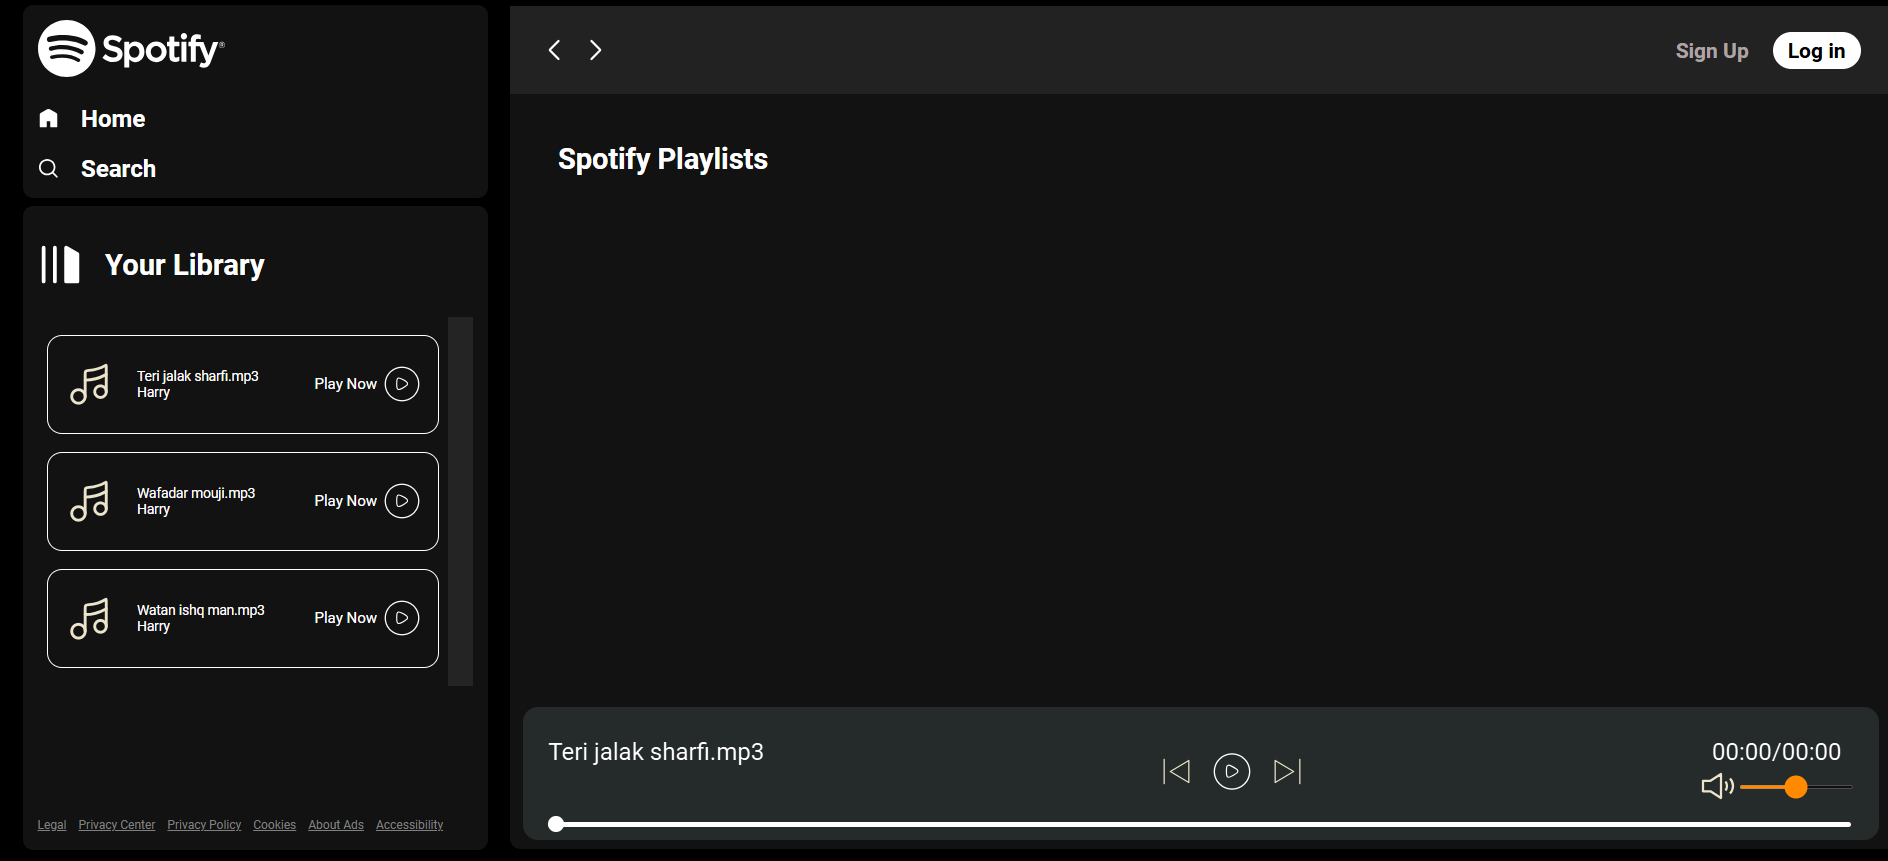 Spotify®
Home
Search
Your Library
Teri jalak sharfi.mp3
Harry
Play Now
Wafadar mouji.mp3
Harry
Play Now
Watan ishq man.mp3
Harry
Play Now
Legal Privacy Center Privacy Policy Cookies About Ads Accessibility
Sign Up Log in
Spotify Playlists
Teri jalak sharfi.mp3
00:00/00:00